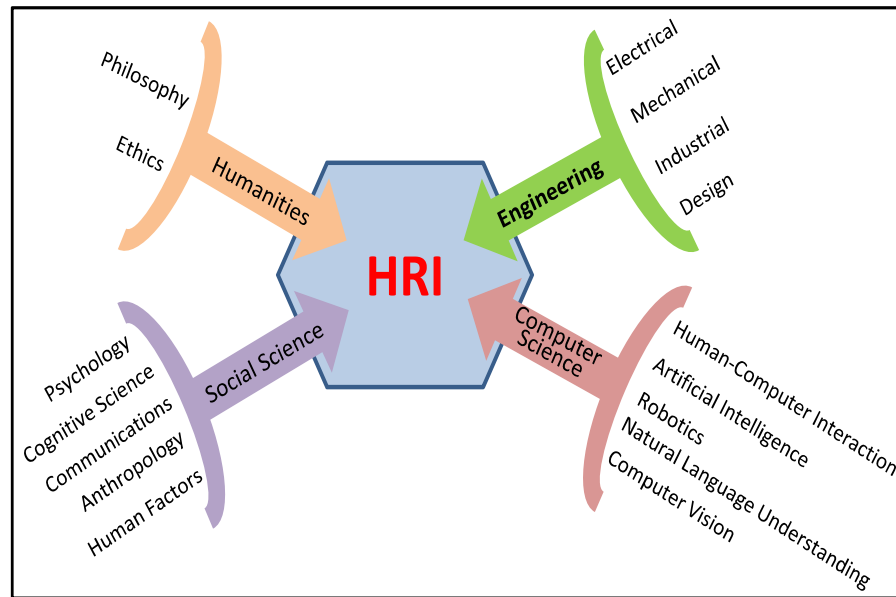 Philosophy
Ethics
Humanities
Electrical
Mechanical
Industrial
Design
Engineering
HRI
Psychology
Cognitive Science
Communications
Anthropology
Human Factors
Social Science
Computer
Science
Human-Computer Interaction
Artificial Intelligence
Robotics
Natural Language Understanding
Computer Vision